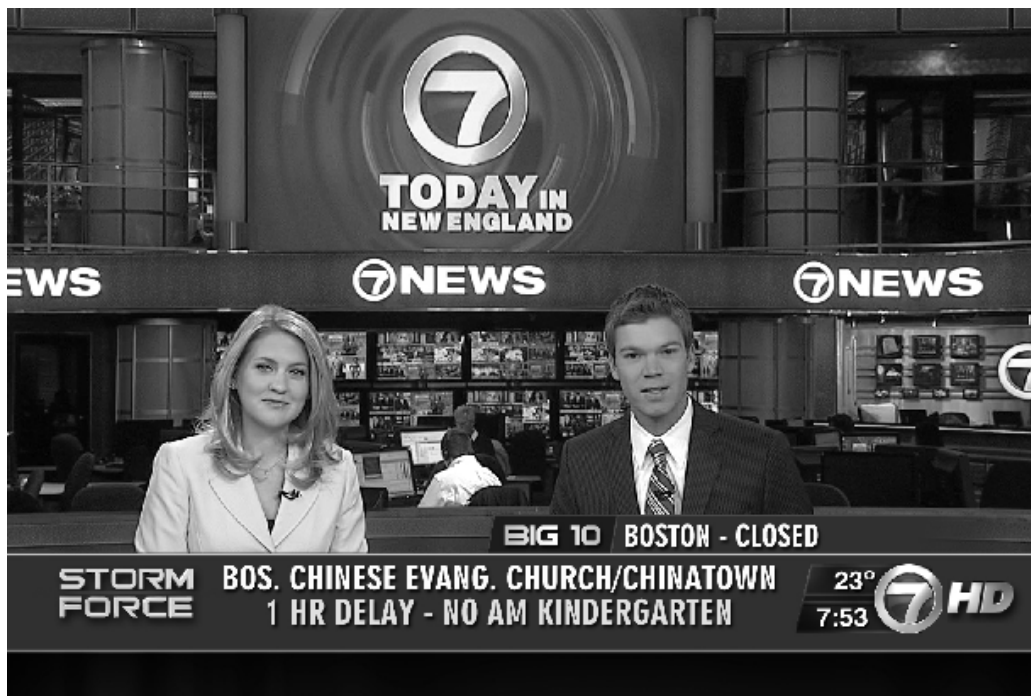 7
TODAY IN
NEW ENGLAND
EWS
7NEWS
7NEWS
7
BIG 10 BOSTON - CLOSED
STORM
FORCE
BOS. CHINESE EVANG. CHURCH/CHINATOWN
1 HR DELAY - NO AM KINDERGARTEN
23°
7:53
7 HD